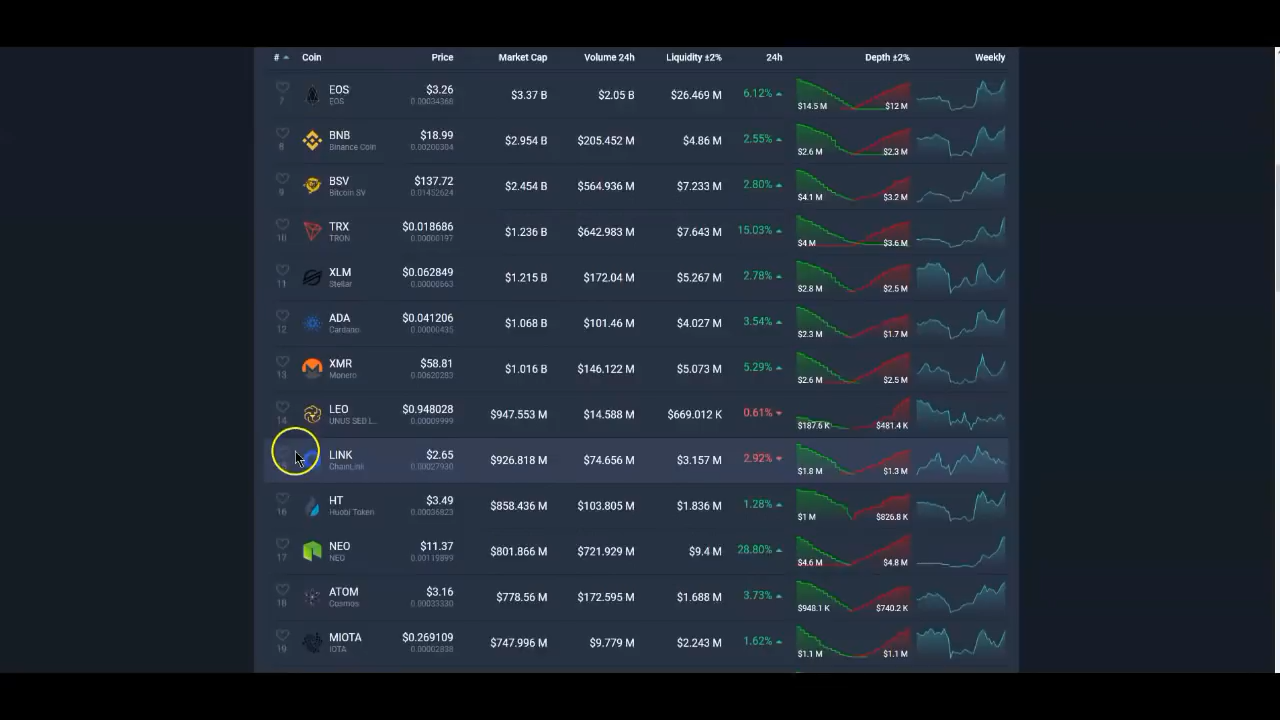 # Coin Price Market Cap Volume 24h Liquidity ±2% 24h Depth ±2% Weekly
7 EOS EOS $3.26 0.00034366 $3.37 B $2.05 B $26.469 M 6.12% $14.5 M $12 M
8 BNB Binance Coin $18.99 0.00200304 $2.954 B $205.452 M $4.86 M 2.55% $2.6 M $2.3 M
9 BSV Bitcoin SV $137.72 0.01452624 $2.454 B $564.936 M $7.233 M 2.80% $4.1 M $3.2 M
10 TRX TRON $0.018686 0.00000197 $1.236 B $642.983 M $7.643 M 15.03% $4 M $3.6 M
11 XLM Stellar $0.062849 0.00000663 $1.215 B $172.04 M $5.267 M 2.78% $2.8 M $2.5 M
12 ADA Cardano $0.041206 0.00000435 $1.068 B $101.46 M $4.027 M 3.54% $2.3 M $1.7 M
13 XMR Monero $58.81 0.00620283 $1.016 B $146.122 M $5.073 M 5.29% $2.6 M $2.5 M
14 LEO UNUS SED L... $0.948028 0.00009999 $947.553 M $14.588 M $669.012 K 0.61% $187.6 K $481.4 K
LINK ChainLink $2.65 0.00027930 $926.818 M $74.656 M $3.157 M 2.92% $1.8 M $1.3 M
16 HT Huobi Token $3.49 0.00036823 $858.436 M $103.805 M $1.836 M 1.28% $1 M $826.8 K
17 NEO NEO $11.37 0.00119899 $801.866 M $721.929 M $9.4 M 28.80% $4.6 M $4.8 M
18 ATOM Cosmos $3.16 0.00033330 $778.56 M $172.595 M $1.688 M 3.73% $948.1 K $740.2 K
19 MIOTA IOTA $0.269109 0.00002838 $747.996 M $9.779 M $2.243 M 1.62% $1.1 M $1.1 M